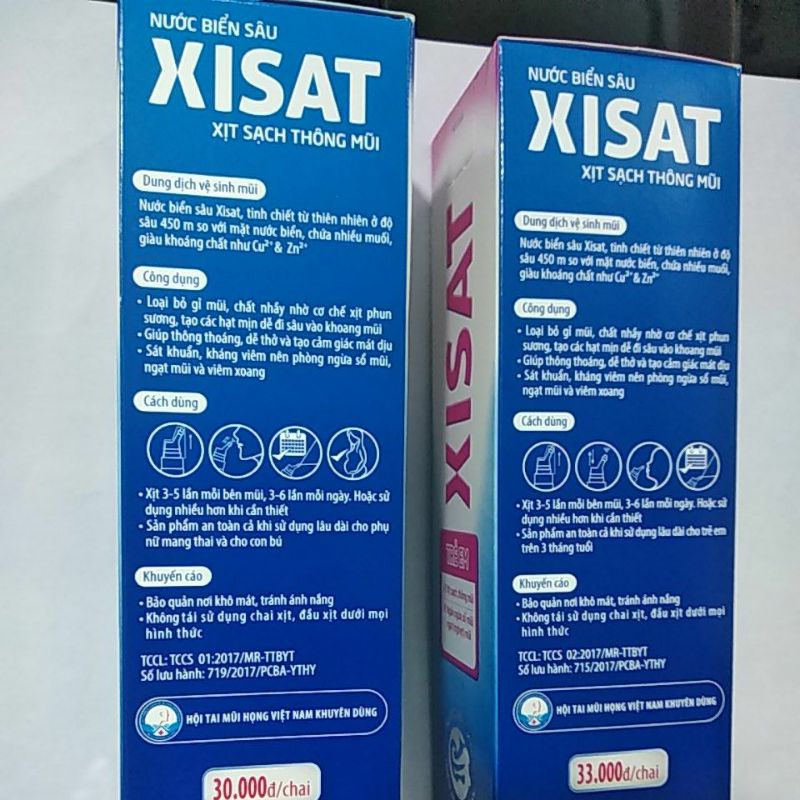 NƯỚC BIỂN SÂU
XISAT
XỊT SẠCH THÔNG MŨI
Dung dịch vệ sinh mũi
Nước biển sâu Xisat, tinh chiết từ thiên nhiên ở độ
sâu 450 m so với mặt nước biển, chứa nhiều muối,
giàu khoáng chất như Cu²⁺ & Zn²⁺
Công dụng
• Loại bỏ gỉ mũi, chất nhầy nhờ cơ chế xịt phun
sương, tạo các hạt mịn dễ đi sâu vào khoang mũi
• Giúp thông thoáng, dễ thở và tạo cảm giác mát dịu
• Sát khuẩn, kháng viêm nên phòng ngừa sổ mũi,
ngạt mũi và viêm xoang
Cách dùng
• Xịt 3-5 lần mỗi bên mũi, 3-6 lần mỗi ngày. Hoặc sử
dụng nhiều hơn khi cần thiết
• Sản phẩm an toàn cả khi sử dụng lâu dài cho phụ
nữ mang thai và cho con bú
Khuyến cáo
• Bảo quản nơi khô mát, tránh ánh nắng
• Không tái sử dụng chai xịt, đầu xịt dưới mọi
hình thức
TCCL: TCCS 01:2017/MR-TTBYT
Số lưu hành: 719/2017/PCBA-YTHY
HỘI TAI MŨI HỌNG VIỆT NAM KHUYÊN DÙNG
30.000đ/chai
XISAT
TRẺ EM
NƯỚC BIỂN SÂU
XISAT
XỊT SẠCH THÔNG MŨI
Dung dịch vệ sinh mũi
Nước biển sâu Xisat, tinh chiết từ thiên nhiên ở độ
sâu 450 m so với mặt nước biển, chứa nhiều muối,
giàu khoáng chất như Cu²⁺ & Zn²⁺
Công dụng
• Loại bỏ gỉ mũi, chất nhầy nhờ cơ chế xịt phun
sương, tạo các hạt mịn dễ đi sâu vào khoang mũi
• Giúp thông thoáng, dễ thở và tạo cảm giác mát dịu
• Sát khuẩn, kháng viêm nên phòng ngừa sổ mũi,
ngạt mũi và viêm xoang
Cách dùng
• Xịt 3-5 lần mỗi bên mũi, 3-6 lần mỗi ngày. Hoặc sử
dụng nhiều hơn khi cần thiết
• Sản phẩm an toàn cả khi sử dụng lâu dài cho trẻ em
trên 3 tháng tuổi
Khuyến cáo
• Bảo quản nơi khô mát, tránh ánh nắng
• Không tái sử dụng chai xịt, đầu xịt dưới mọi
hình thức
TCCL: TCCS 02:2017/MR-TTBYT
Số lưu hành: 715/2017/PCBA-YTHY
HỘI TAI MŨI HỌNG VIỆT NAM KHUYÊN DÙNG
33.000đ/chai